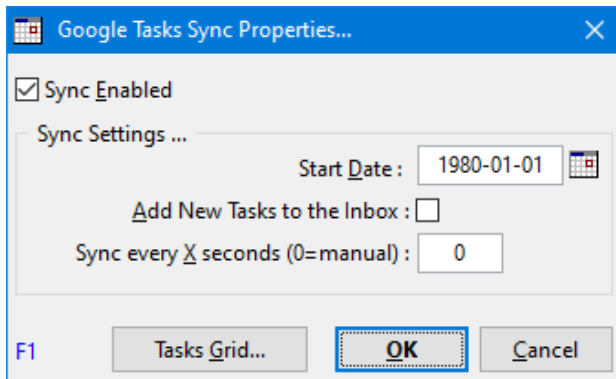 Google Tasks Sync Properties...
Sync Enabled
Sync Settings ...
Start Date : 1980-01-01
Add New Tasks to the Inbox :
Sync every X seconds (0=manual) : 0
F1 Tasks Grid... OK Cancel